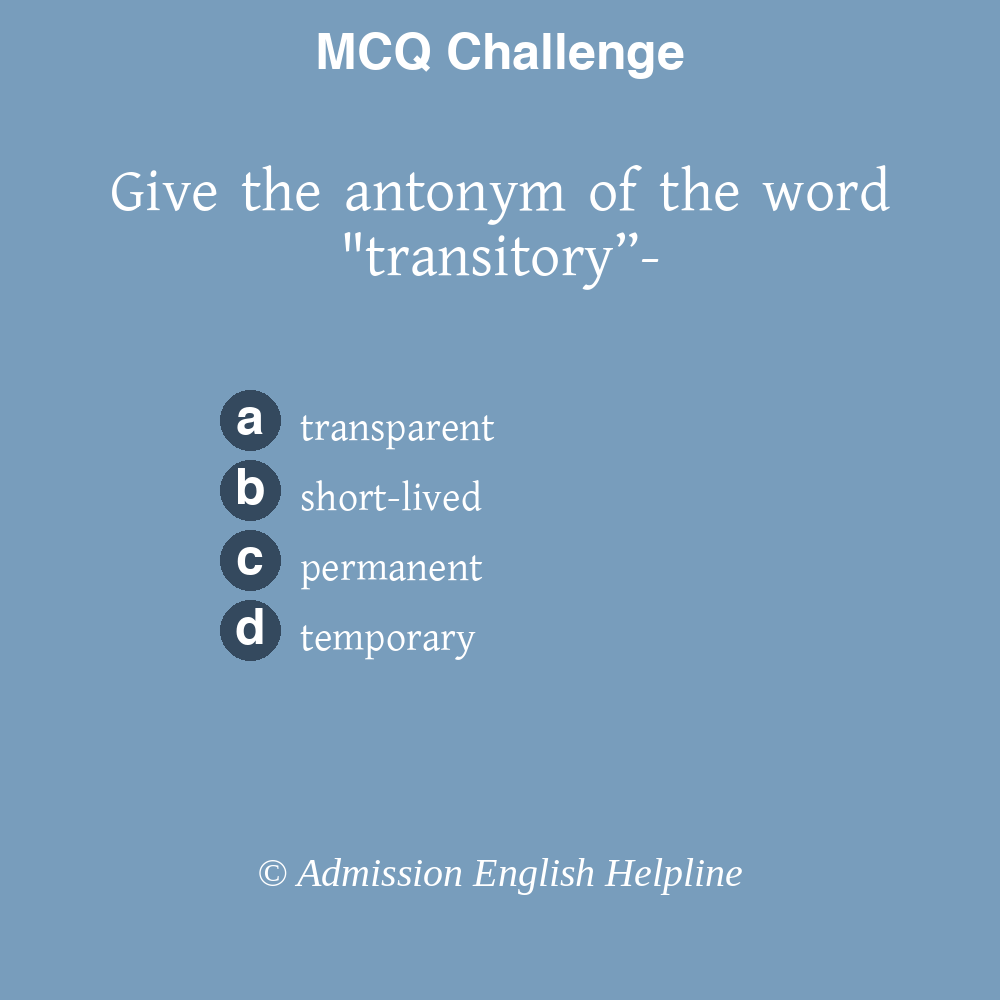 MCQ Challenge
Give the antonym of the word
"transitory”-
a transparent
b short-lived
c permanent
d temporary
© Admission English Helpline